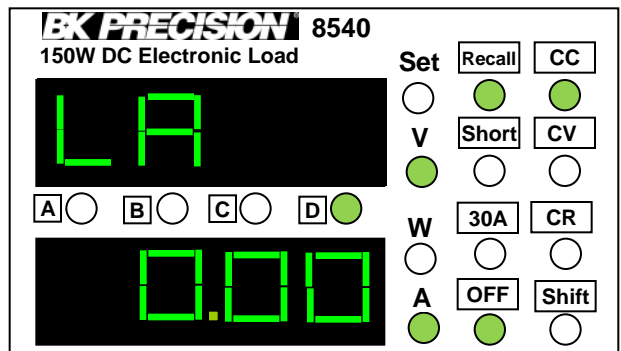 BK PRECISION 8540
150W DC Electronic Load
Set Recall CC
LA
V Short CV
A B C D
W 30A CR
0.00
A OFF Shift